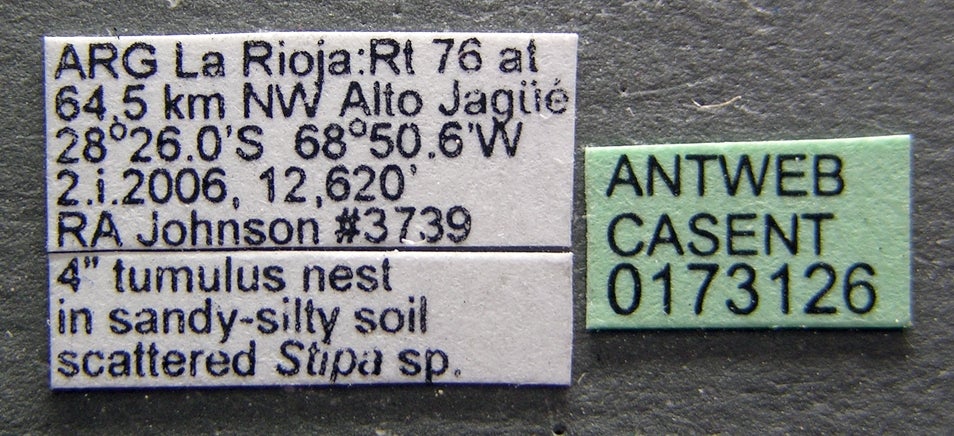 ARG La Rioja:Rt 76 at
64.5 km NW Alto Jagüé
28°26.0'S 68°50.6'W
2.i.2006, 12,620'
RA Johnson #3739
4" tumulus nest
in sandy-silty soil
scattered Stipa sp.
ANTWEB
CASENT
0173126